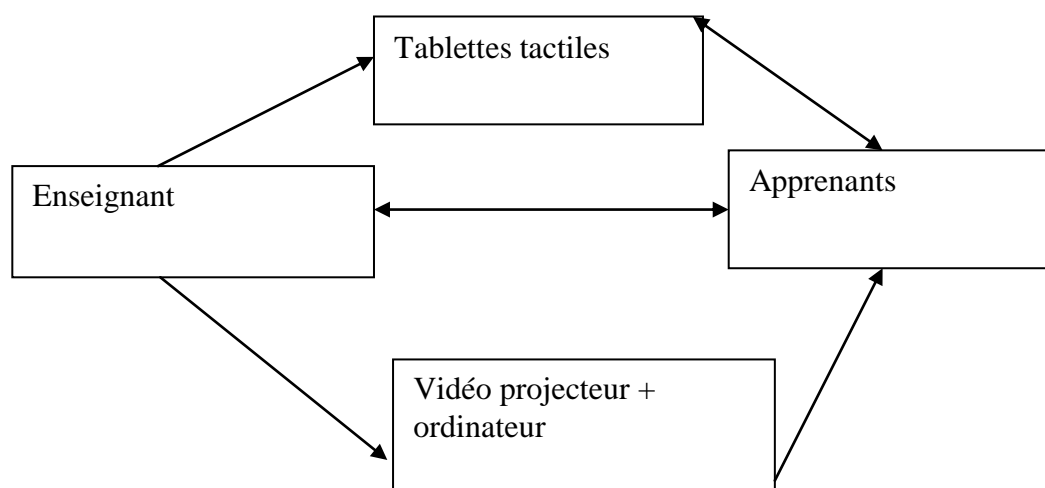 Tablettes tactiles
Enseignant
Apprenants
Vidéo projecteur +
ordinateur